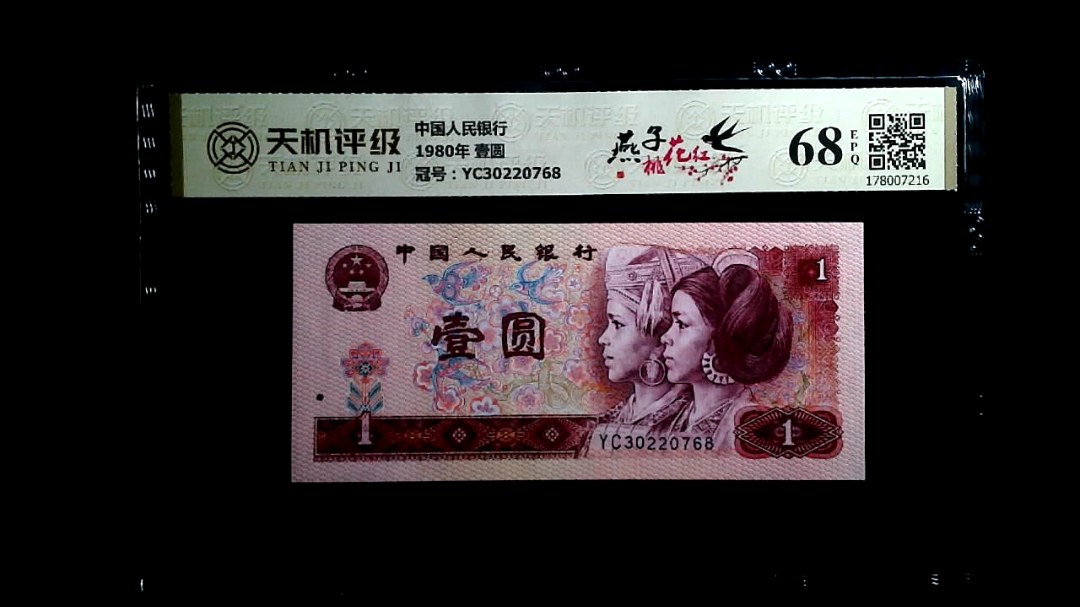 天机评级
TIAN JI PING JI
中国人民银行
1980年 壹圆
冠号：YC30220768
燕子
桃花红
68
EPQ
178007216
中国人民银行
1
壹圆
YC30220768
1
1